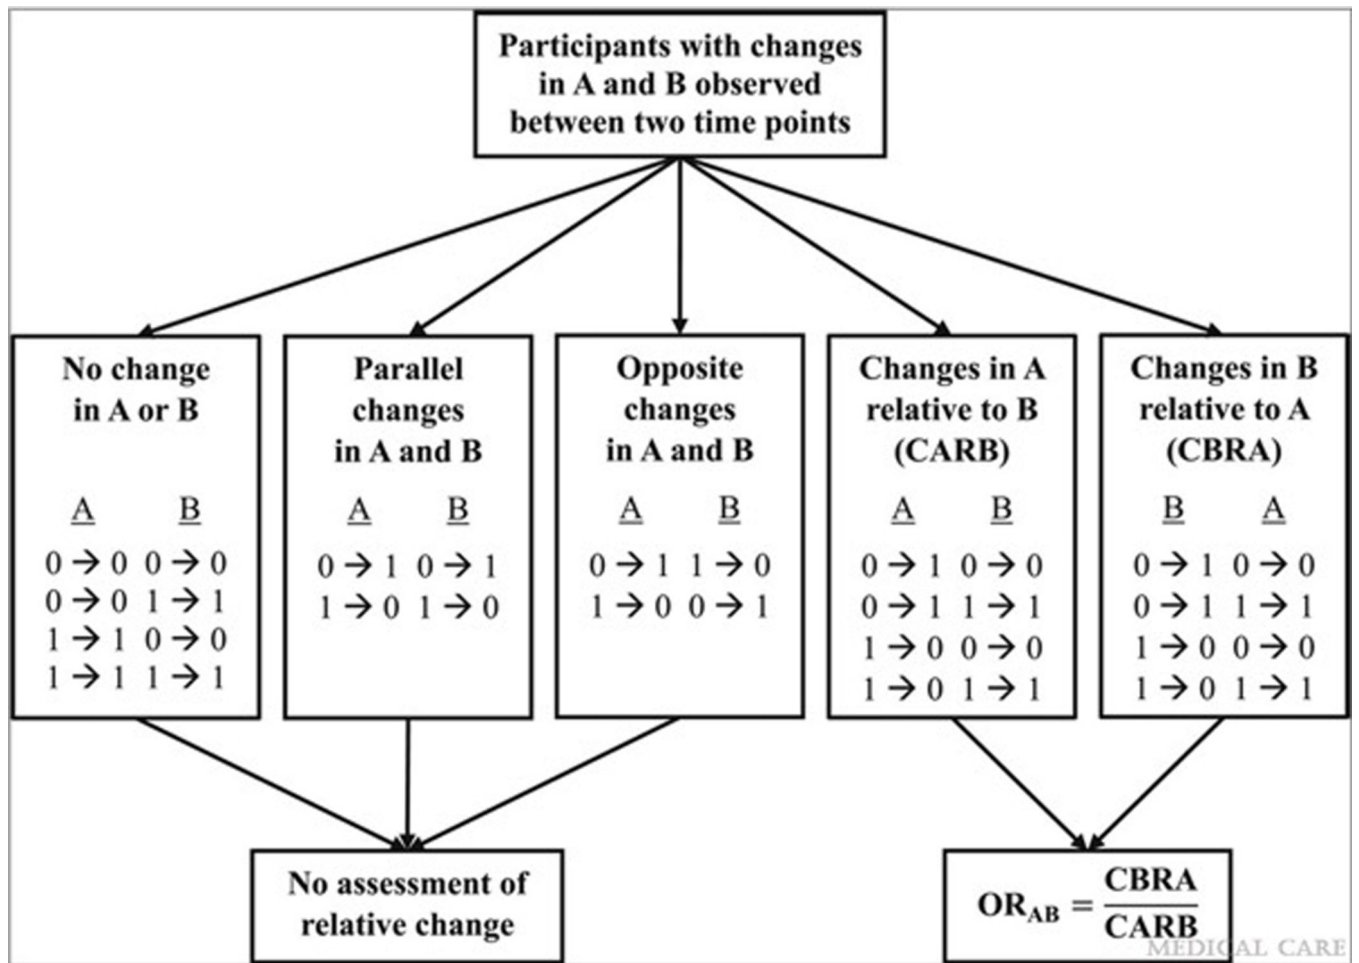 Participants with changes
in A and B observed
between two time points
No change
in A or B
A B
0 → 0 0 → 0
0 → 0 1 → 1
1 → 1 0 → 0
1 → 1 1 → 1
Parallel
changes
in A and B
A B
0 → 1 0 → 1
1 → 0 1 → 0
Opposite
changes
in A and B
A B
0 → 1 1 → 0
1 → 0 0 → 1
Changes in A
relative to B
(CARB)
A B
0 → 1 0 → 0
0 → 1 1 → 1
1 → 0 0 → 0
1 → 0 1 → 1
Changes in B
relative to A
(CBRA)
B A
0 → 1 0 → 0
0 → 1 1 → 1
1 → 0 0 → 0
1 → 0 1 → 1
No assessment of
relative change
OR_AB = CBRA
CARB
MEDICAL CARE